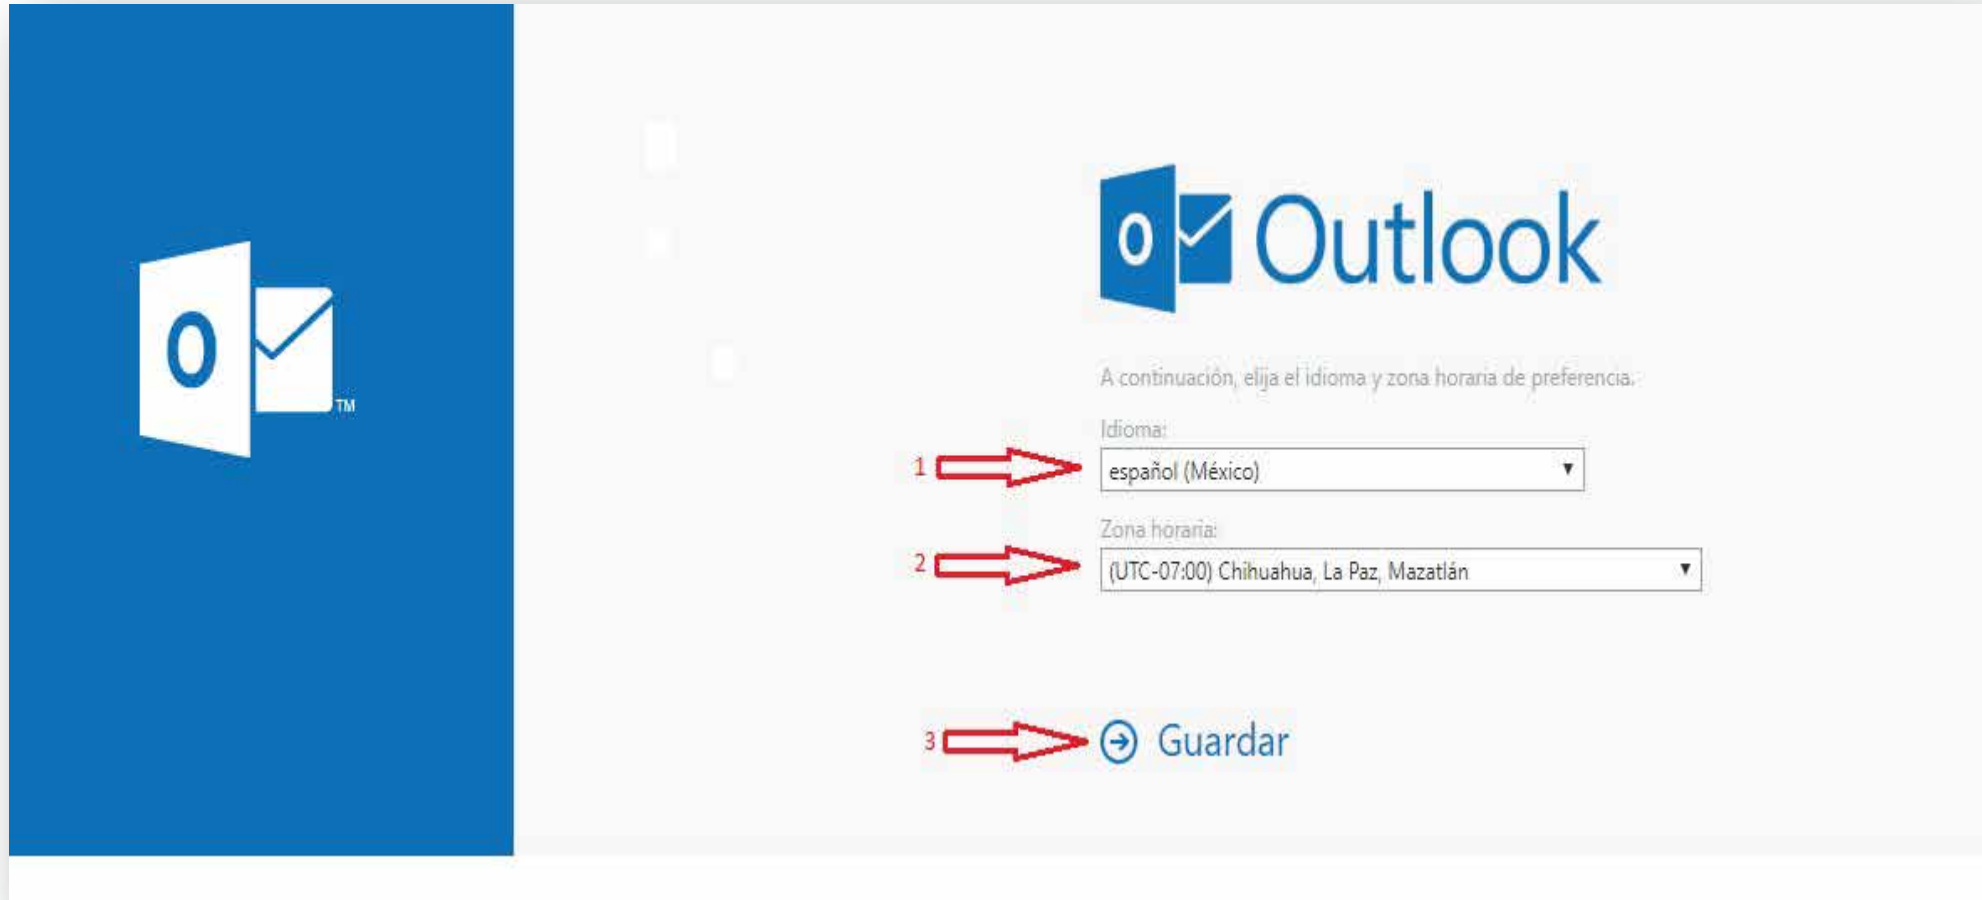 O
TM
O Outlook
A continuación, elija el idioma y zona horaria de preferencia.
Idioma:
1 español (México)
Zona horaria:
2 (UTC-07:00) Chihuahua, La Paz, Mazatlán
3 Guardar